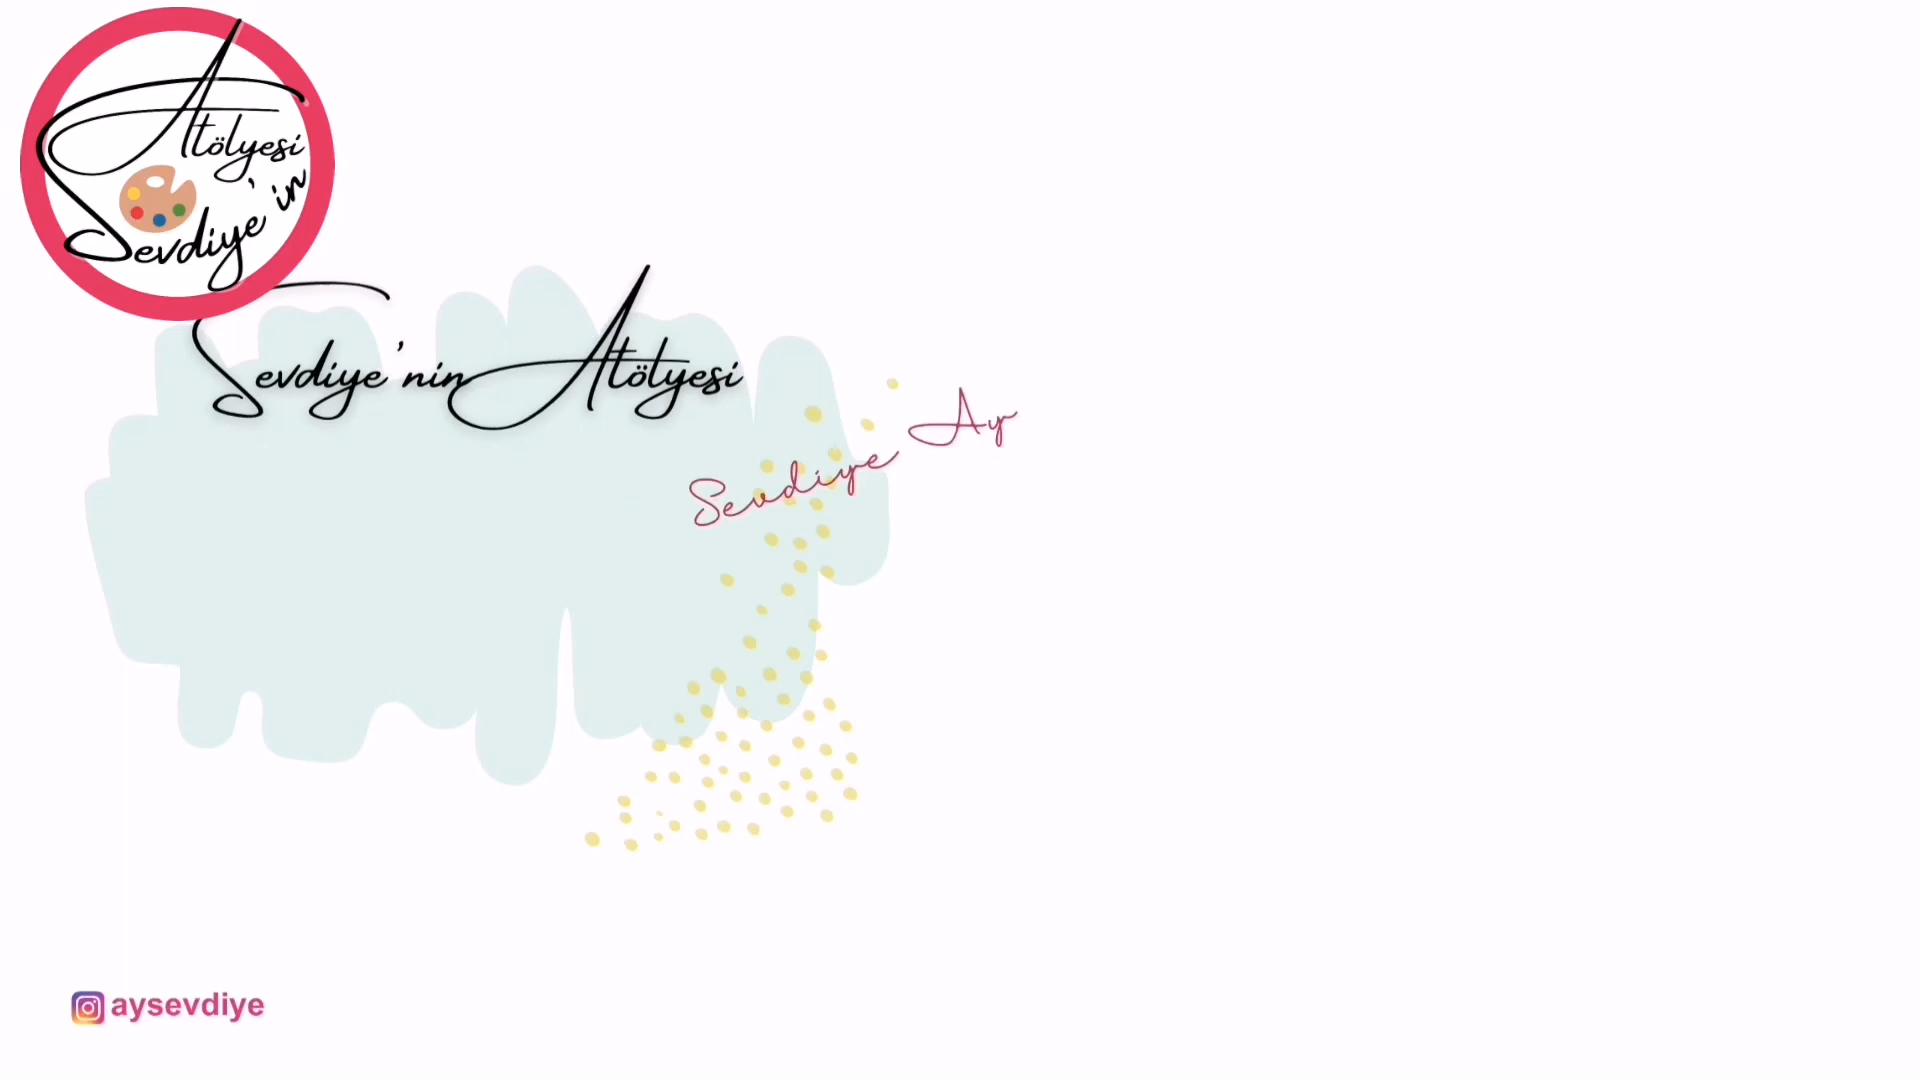 Atölyesi
Sevdiye'in
Sevdiye'nin Atölyesi
Sevdiye Ay
aysevdiye